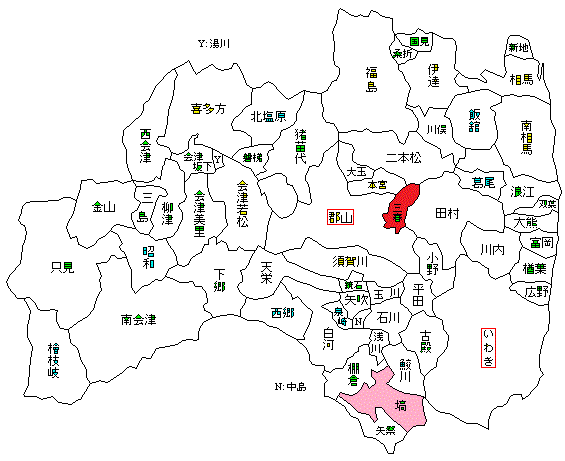 Y: 湯川
国見
桑折
新地
福島
伊達
相馬
喜多方
北塩原
飯舘
川俣
南相馬
西会津
猪苗代
会津坂下
Y
磐梯
二本松
大玉
本宮
葛尾
浪江
双葉
金山
三島
柳津
会津美里
会津若松
郡山
三春
田村
大熊
富岡
川内
楢葉
広野
只見
昭和
下郷
天栄
須賀川
小野
鏡石
矢吹
玉川
平田
南会津
西郷
泉崎
N
石川
白河
浅川
古殿
いわき
檜枝岐
棚倉
鮫川
N: 中島
塙
矢祭